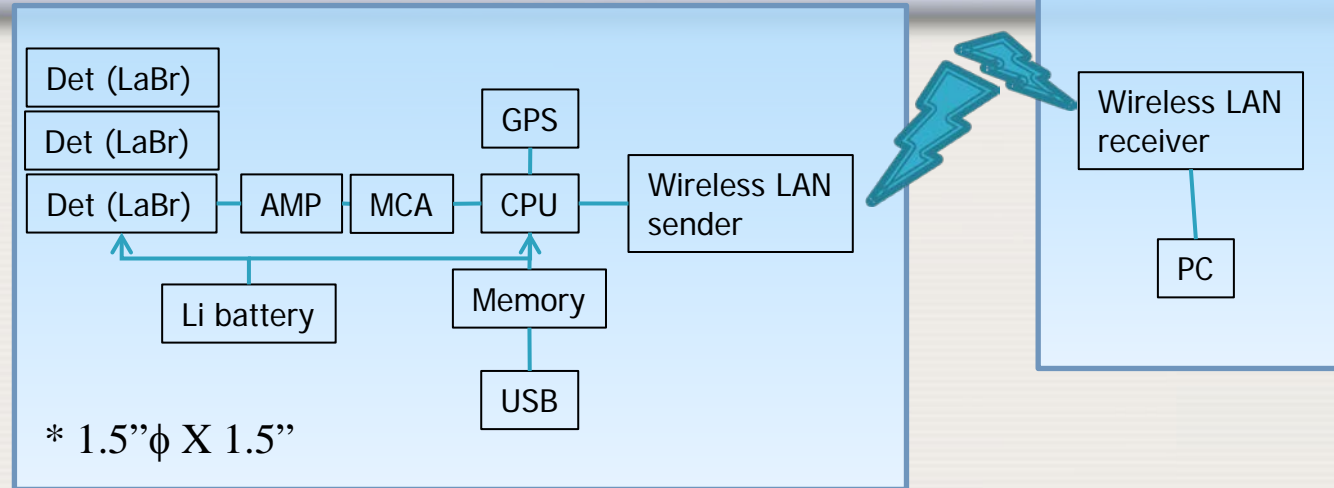 Det (LaBr)
Det (LaBr)
Det (LaBr)
AMP
MCA
GPS
CPU
Wireless LAN
sender
Li battery
Memory
USB
* 1.5”ϕ X 1.5”
Wireless LAN
receiver
PC